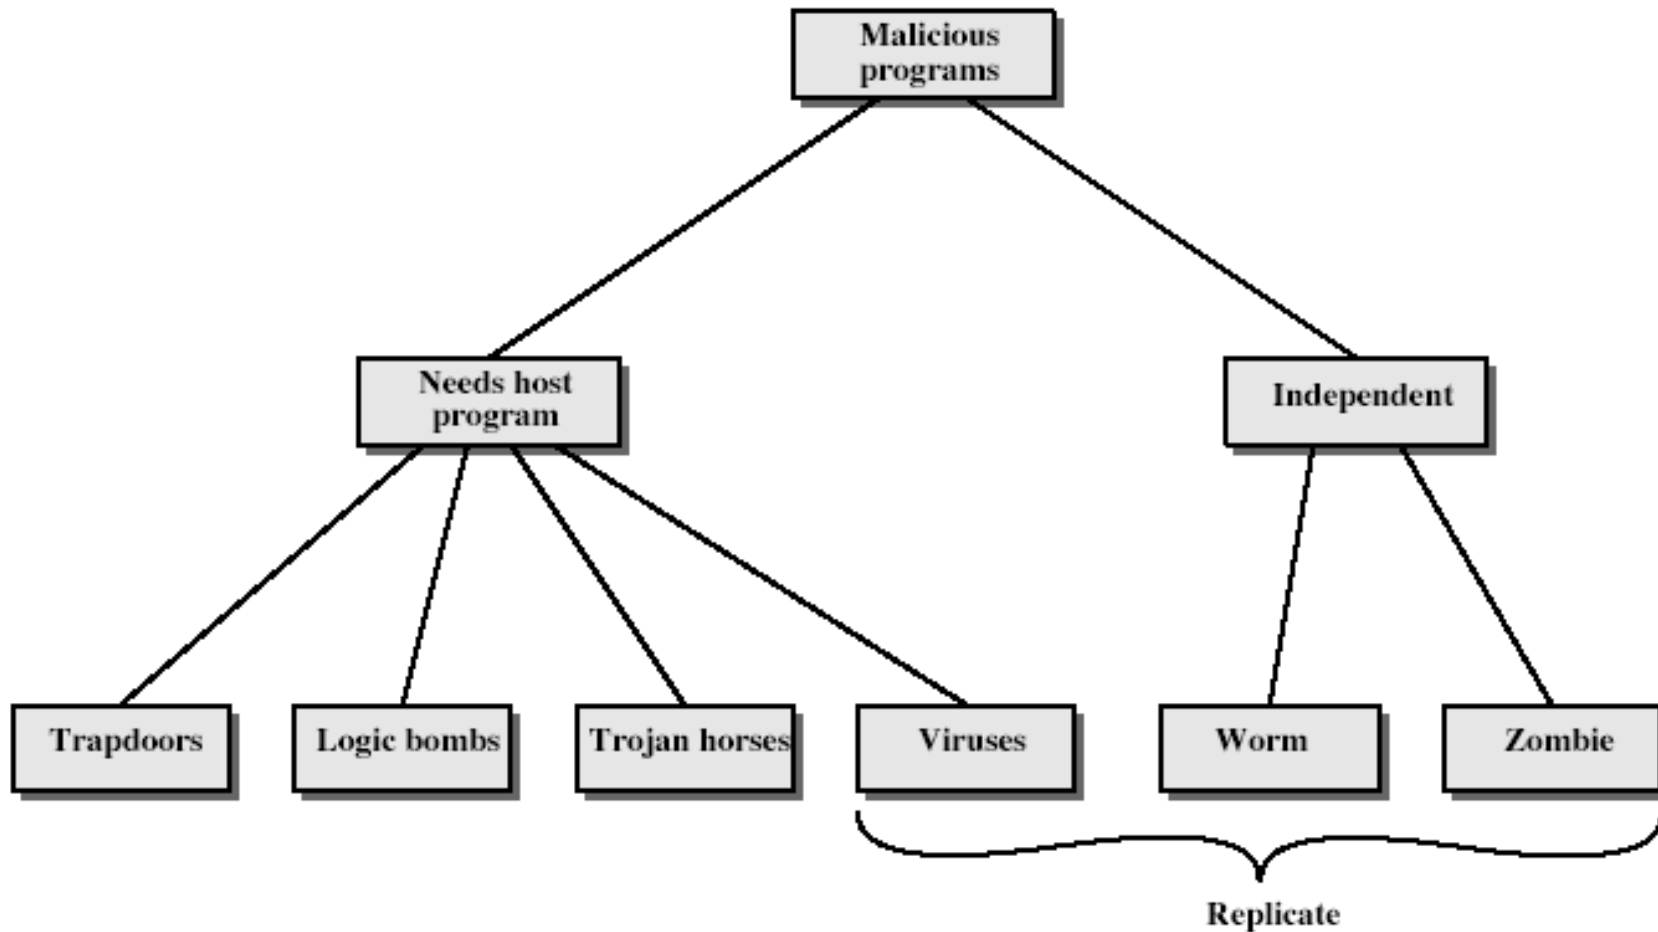 Malicious
programs
Needs host
program
Independent
Trapdoors
Logic bombs
Trojan horses
Viruses
Worm
Zombie
Replicate